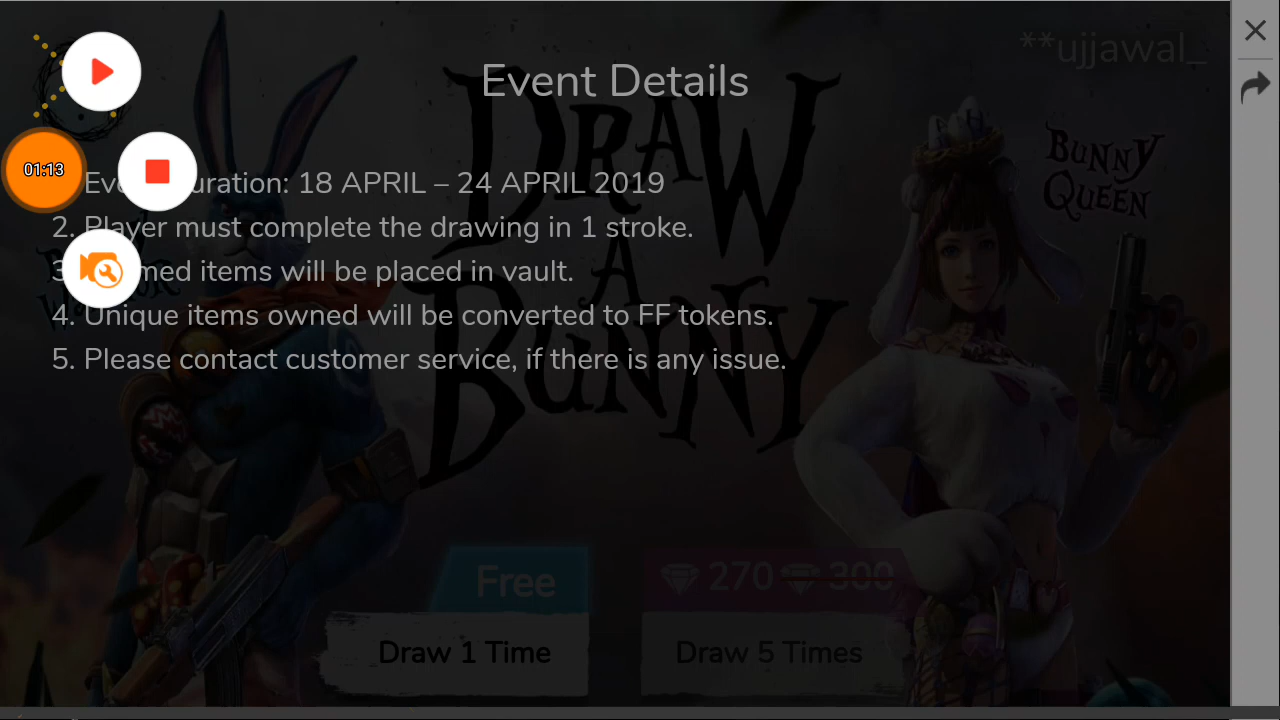 **ujjawal_
Event Details
01:13
18 APRIL – 24 APRIL 2019
2. Player must complete the drawing in 1 stroke.
items will be placed in vault.
4. Unique items owned will be converted to FF tokens.
5. Please contact customer service, if there is any issue.
DRAW
A
BUNNY
BUNNY
QUEEN
Free
270 300
Draw 1 Time
Draw 5 Times